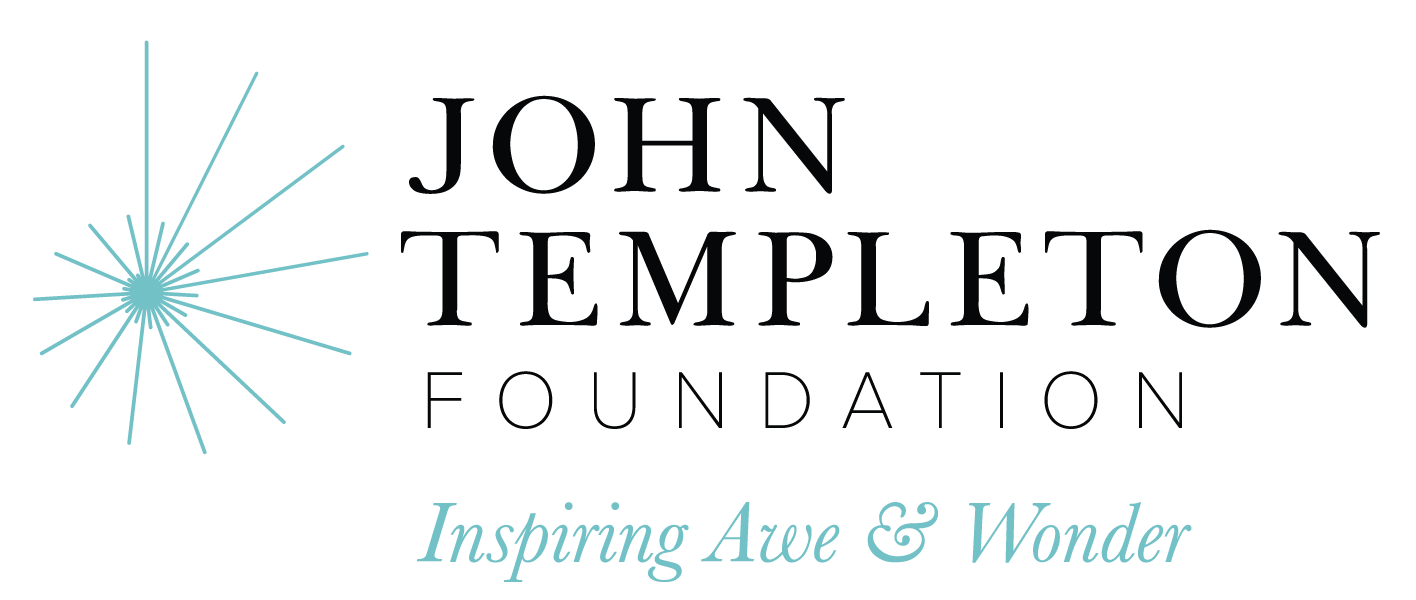 JOHN
TEMPLETON
FOUNDATION
Inspiring Awe & Wonder